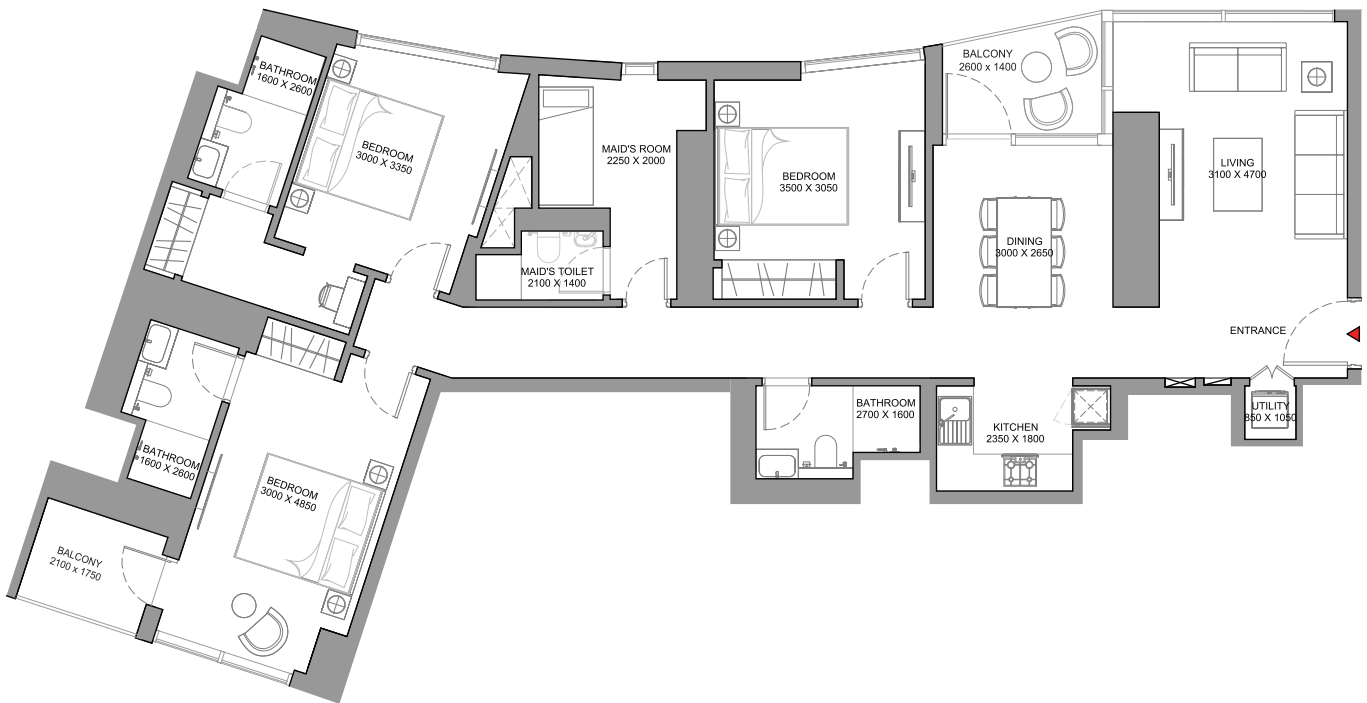 BATHROOM
1600 X 2600
BEDROOM
3000 X 3350
MAID'S ROOM
2250 X 2000
BEDROOM
3500 X 3050
BALCONY
2600 x 1400
LIVING
3100 X 4700
DINING
3000 X 2650
MAID'S TOILET
2100 X 1400
ENTRANCE
BATHROOM
2700 X 1600
KITCHEN
2350 X 1800
UTILITY
850 X 1050
BATHROOM
1600 X 2600
BEDROOM
3000 X 4850
BALCONY
2100 x 1750